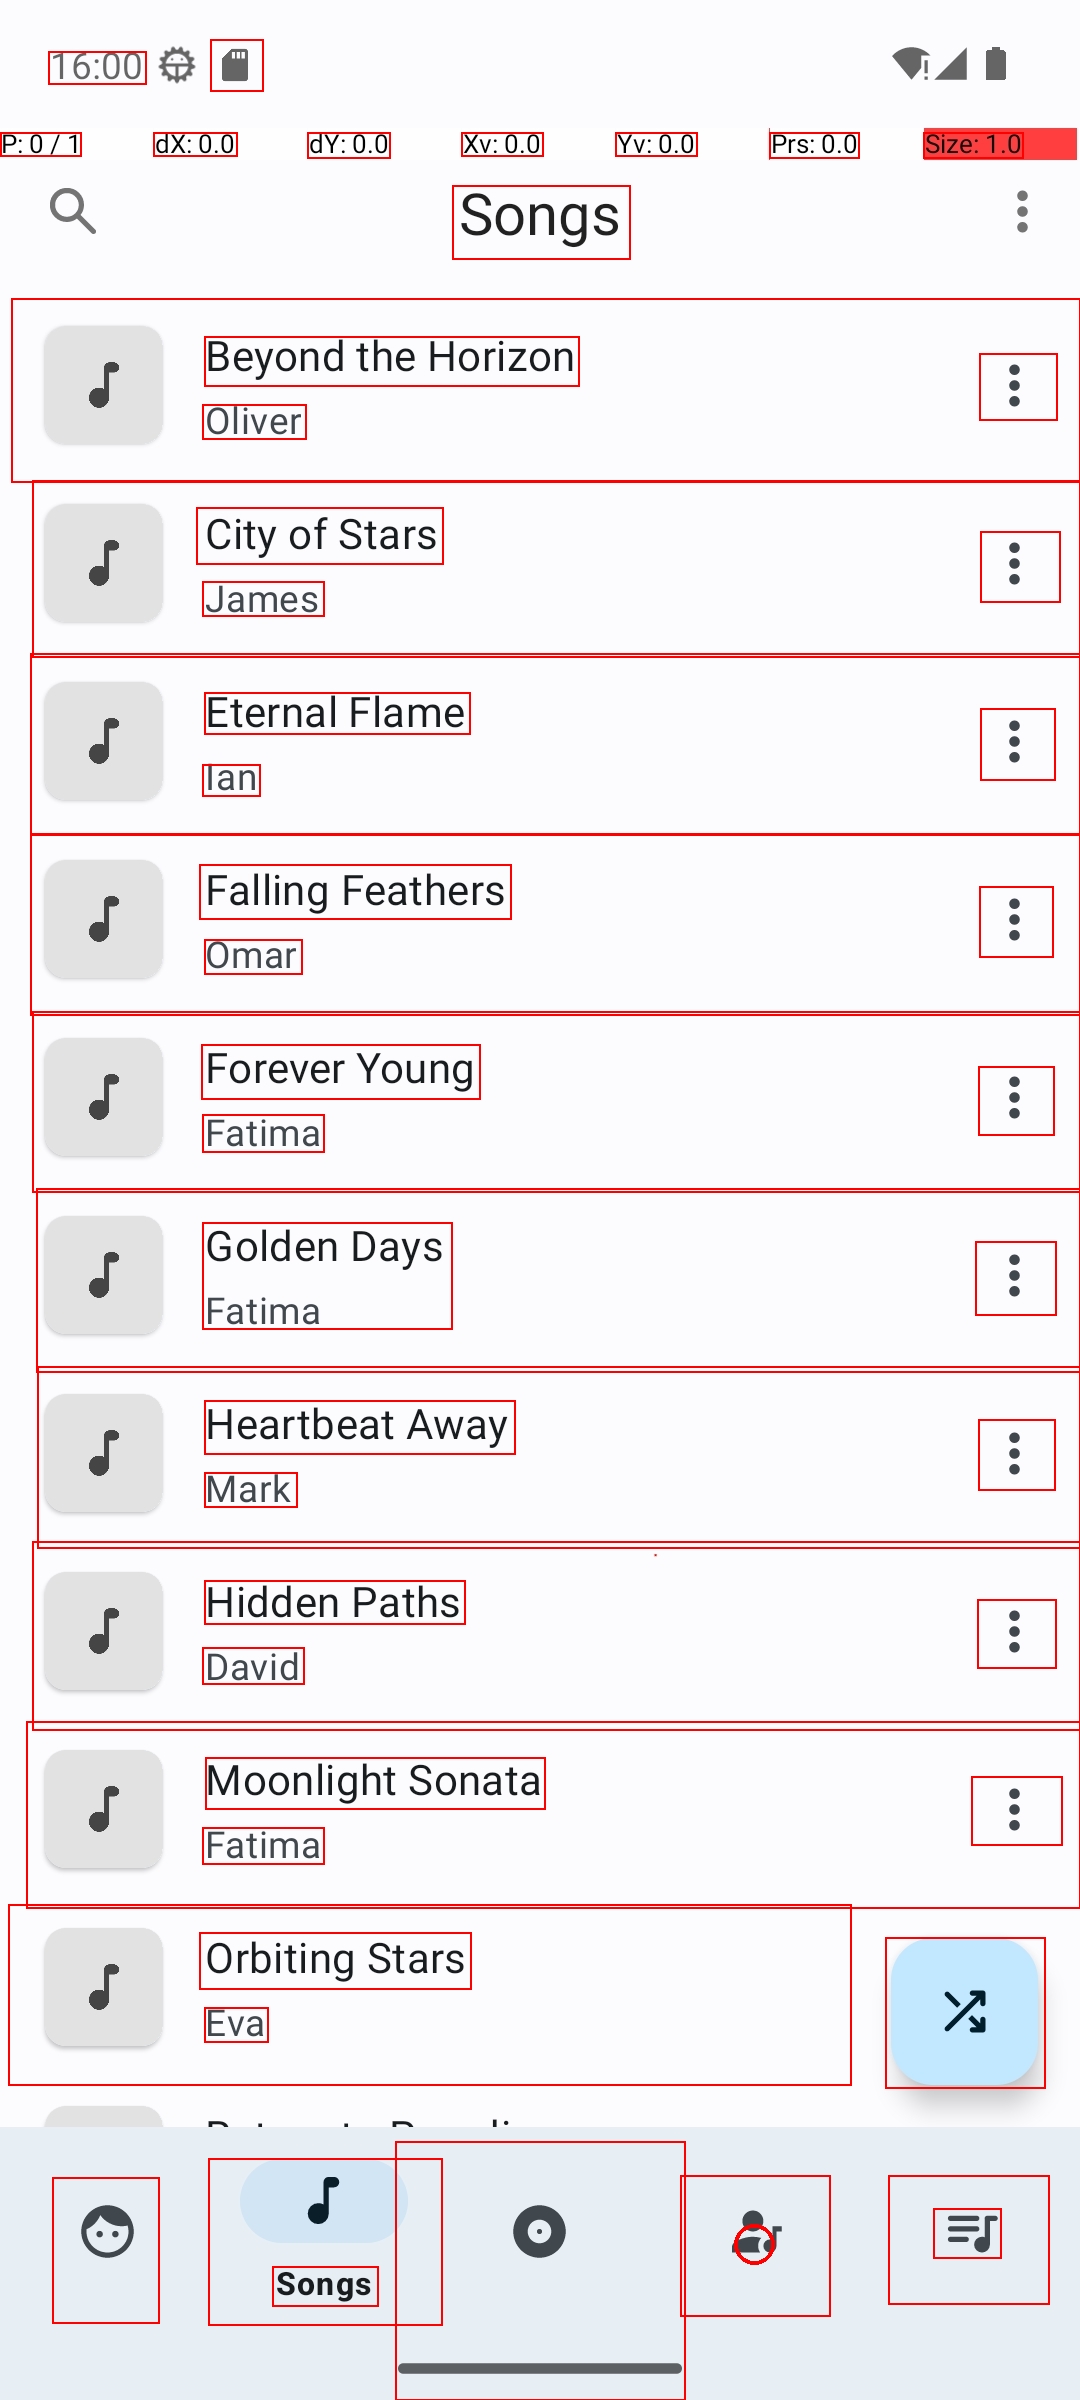 16:00
P: 0 / 1 dX: 0.0 dY: 0.0 Xv: 0.0 Yv: 0.0 Prs: 0.0 Size: 1.0
Songs
Beyond the Horizon
Oliver
City of Stars
James
Eternal Flame
Ian
Falling Feathers
Omar
Forever Young
Fatima
Golden Days
Fatima
Heartbeat Away
Mark
Hidden Paths
David
Moonlight Sonata
Fatima
Orbiting Stars
Eva
Songs